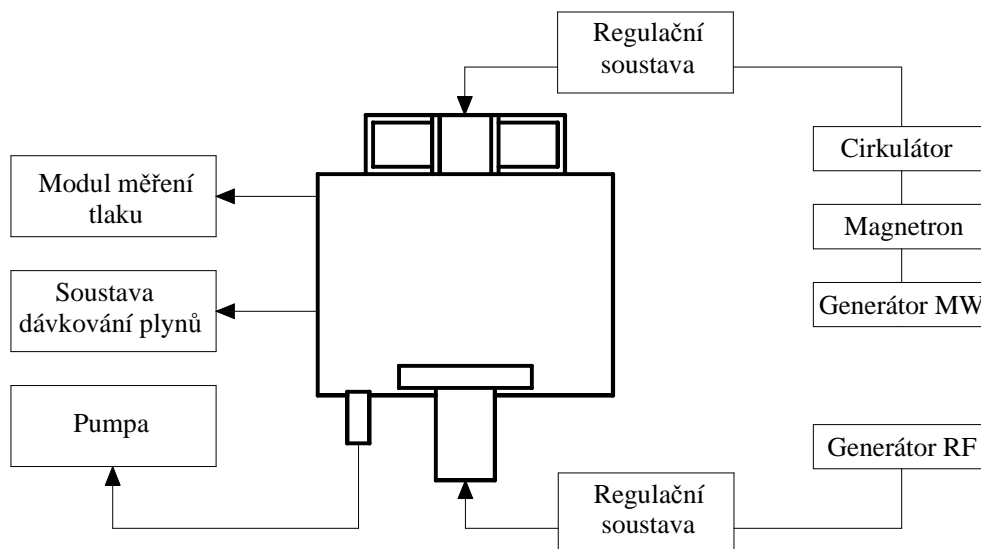 Regulační
soustava
Cirkulátor
Modul měření
tlaku
Magnetron
Soustava
dávkování plynů
Generátor MW
Pumpa
Generátor RF
Regulační
soustava